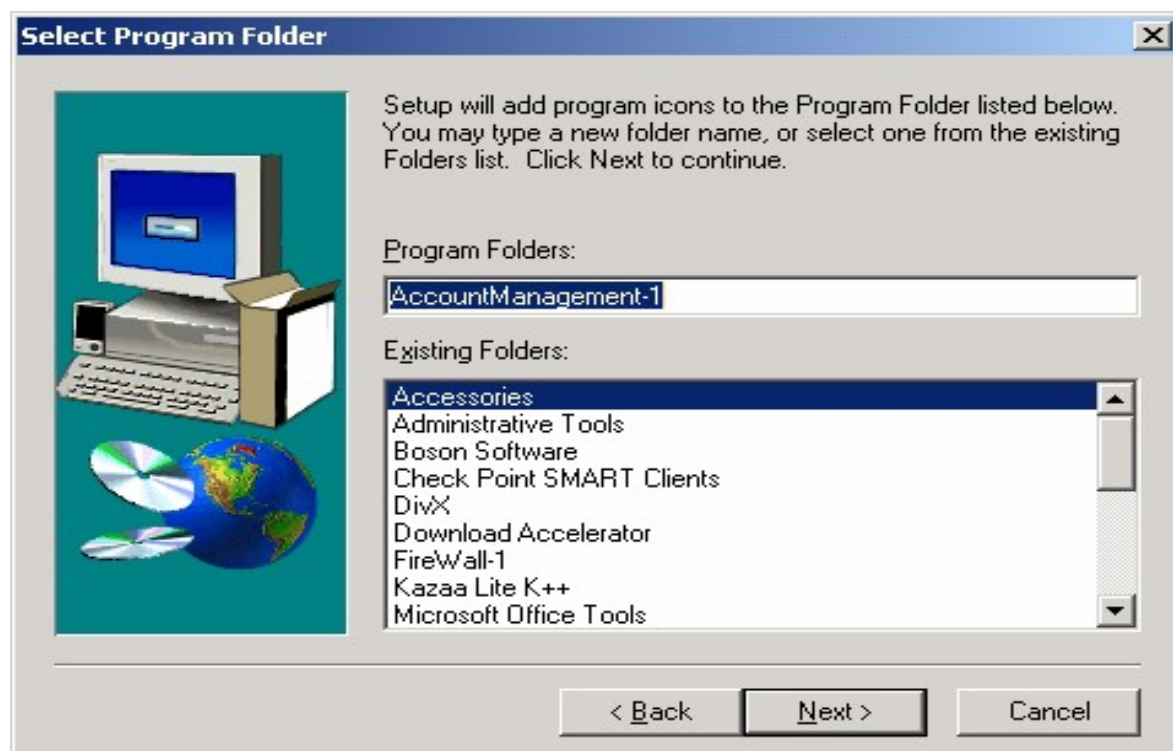 Select Program Folder
Setup will add program icons to the Program Folder listed below.
You may type a new folder name, or select one from the existing
Folders list.  Click Next to continue.
Program Folders:
AccountManagement-1
Existing Folders:
Accessories
Administrative Tools
Boson Software
Check Point SMART Clients
DivX
Download Accelerator
FireWall-1
Kazaa Lite K++
Microsoft Office Tools
< Back   Next >   Cancel